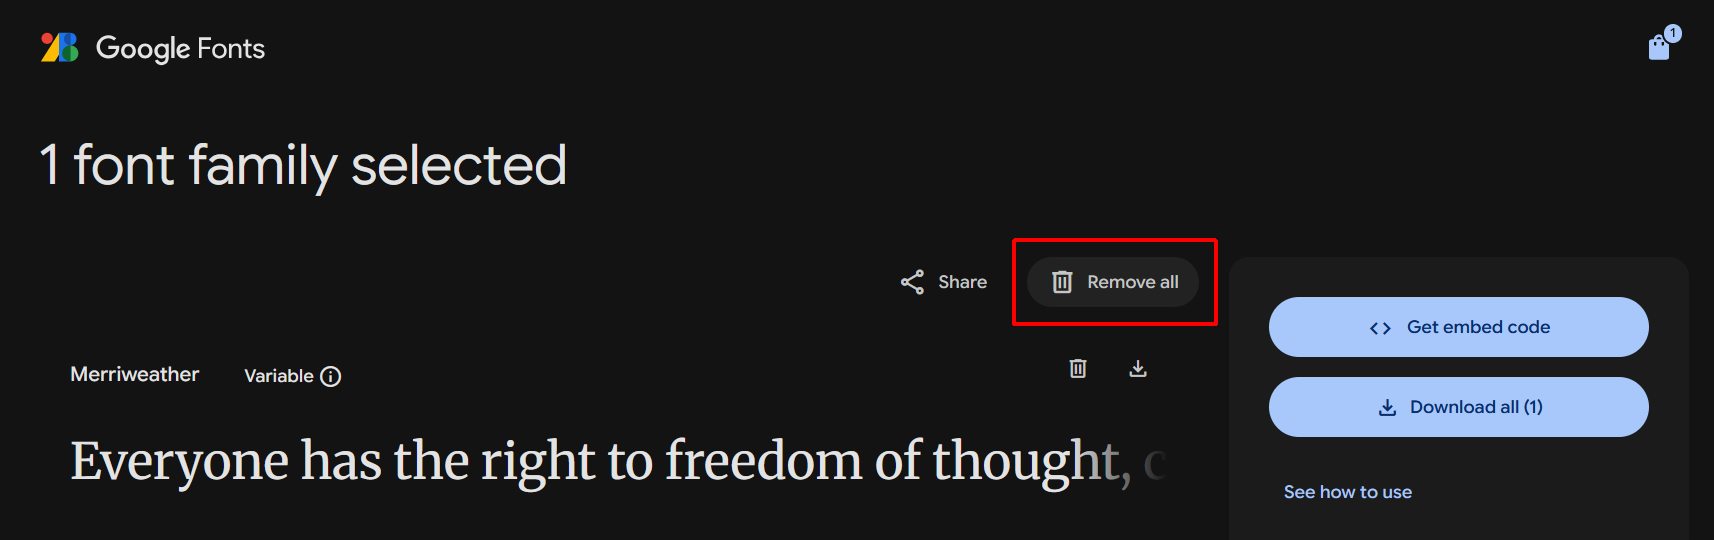 Google Fonts
1
1 font family selected
Share
Remove all
Get embed code
Merriweather
Variable
Download all (1)
Everyone has the right to freedom of thought, c
See how to use